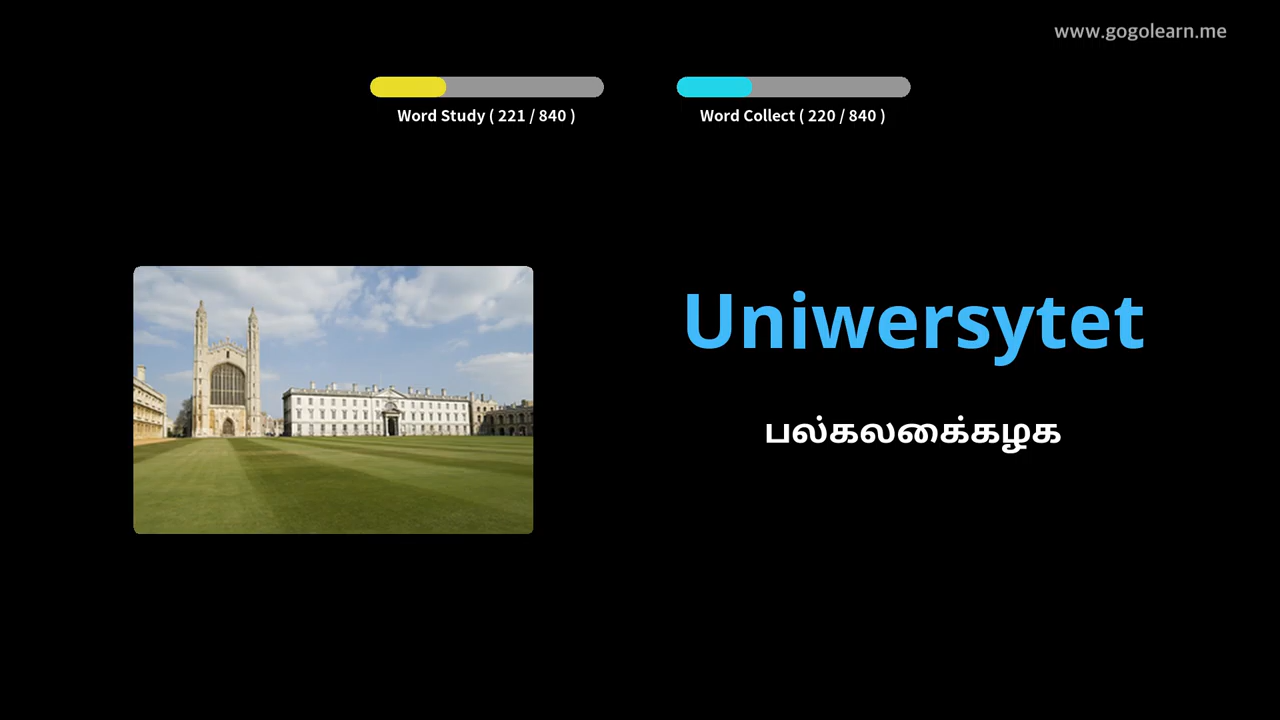 www.gogolearn.me
Word Study ( 221 / 840 )
Word Collect ( 220 / 840 )
Uniwersytet
பல்கலைக்கழக